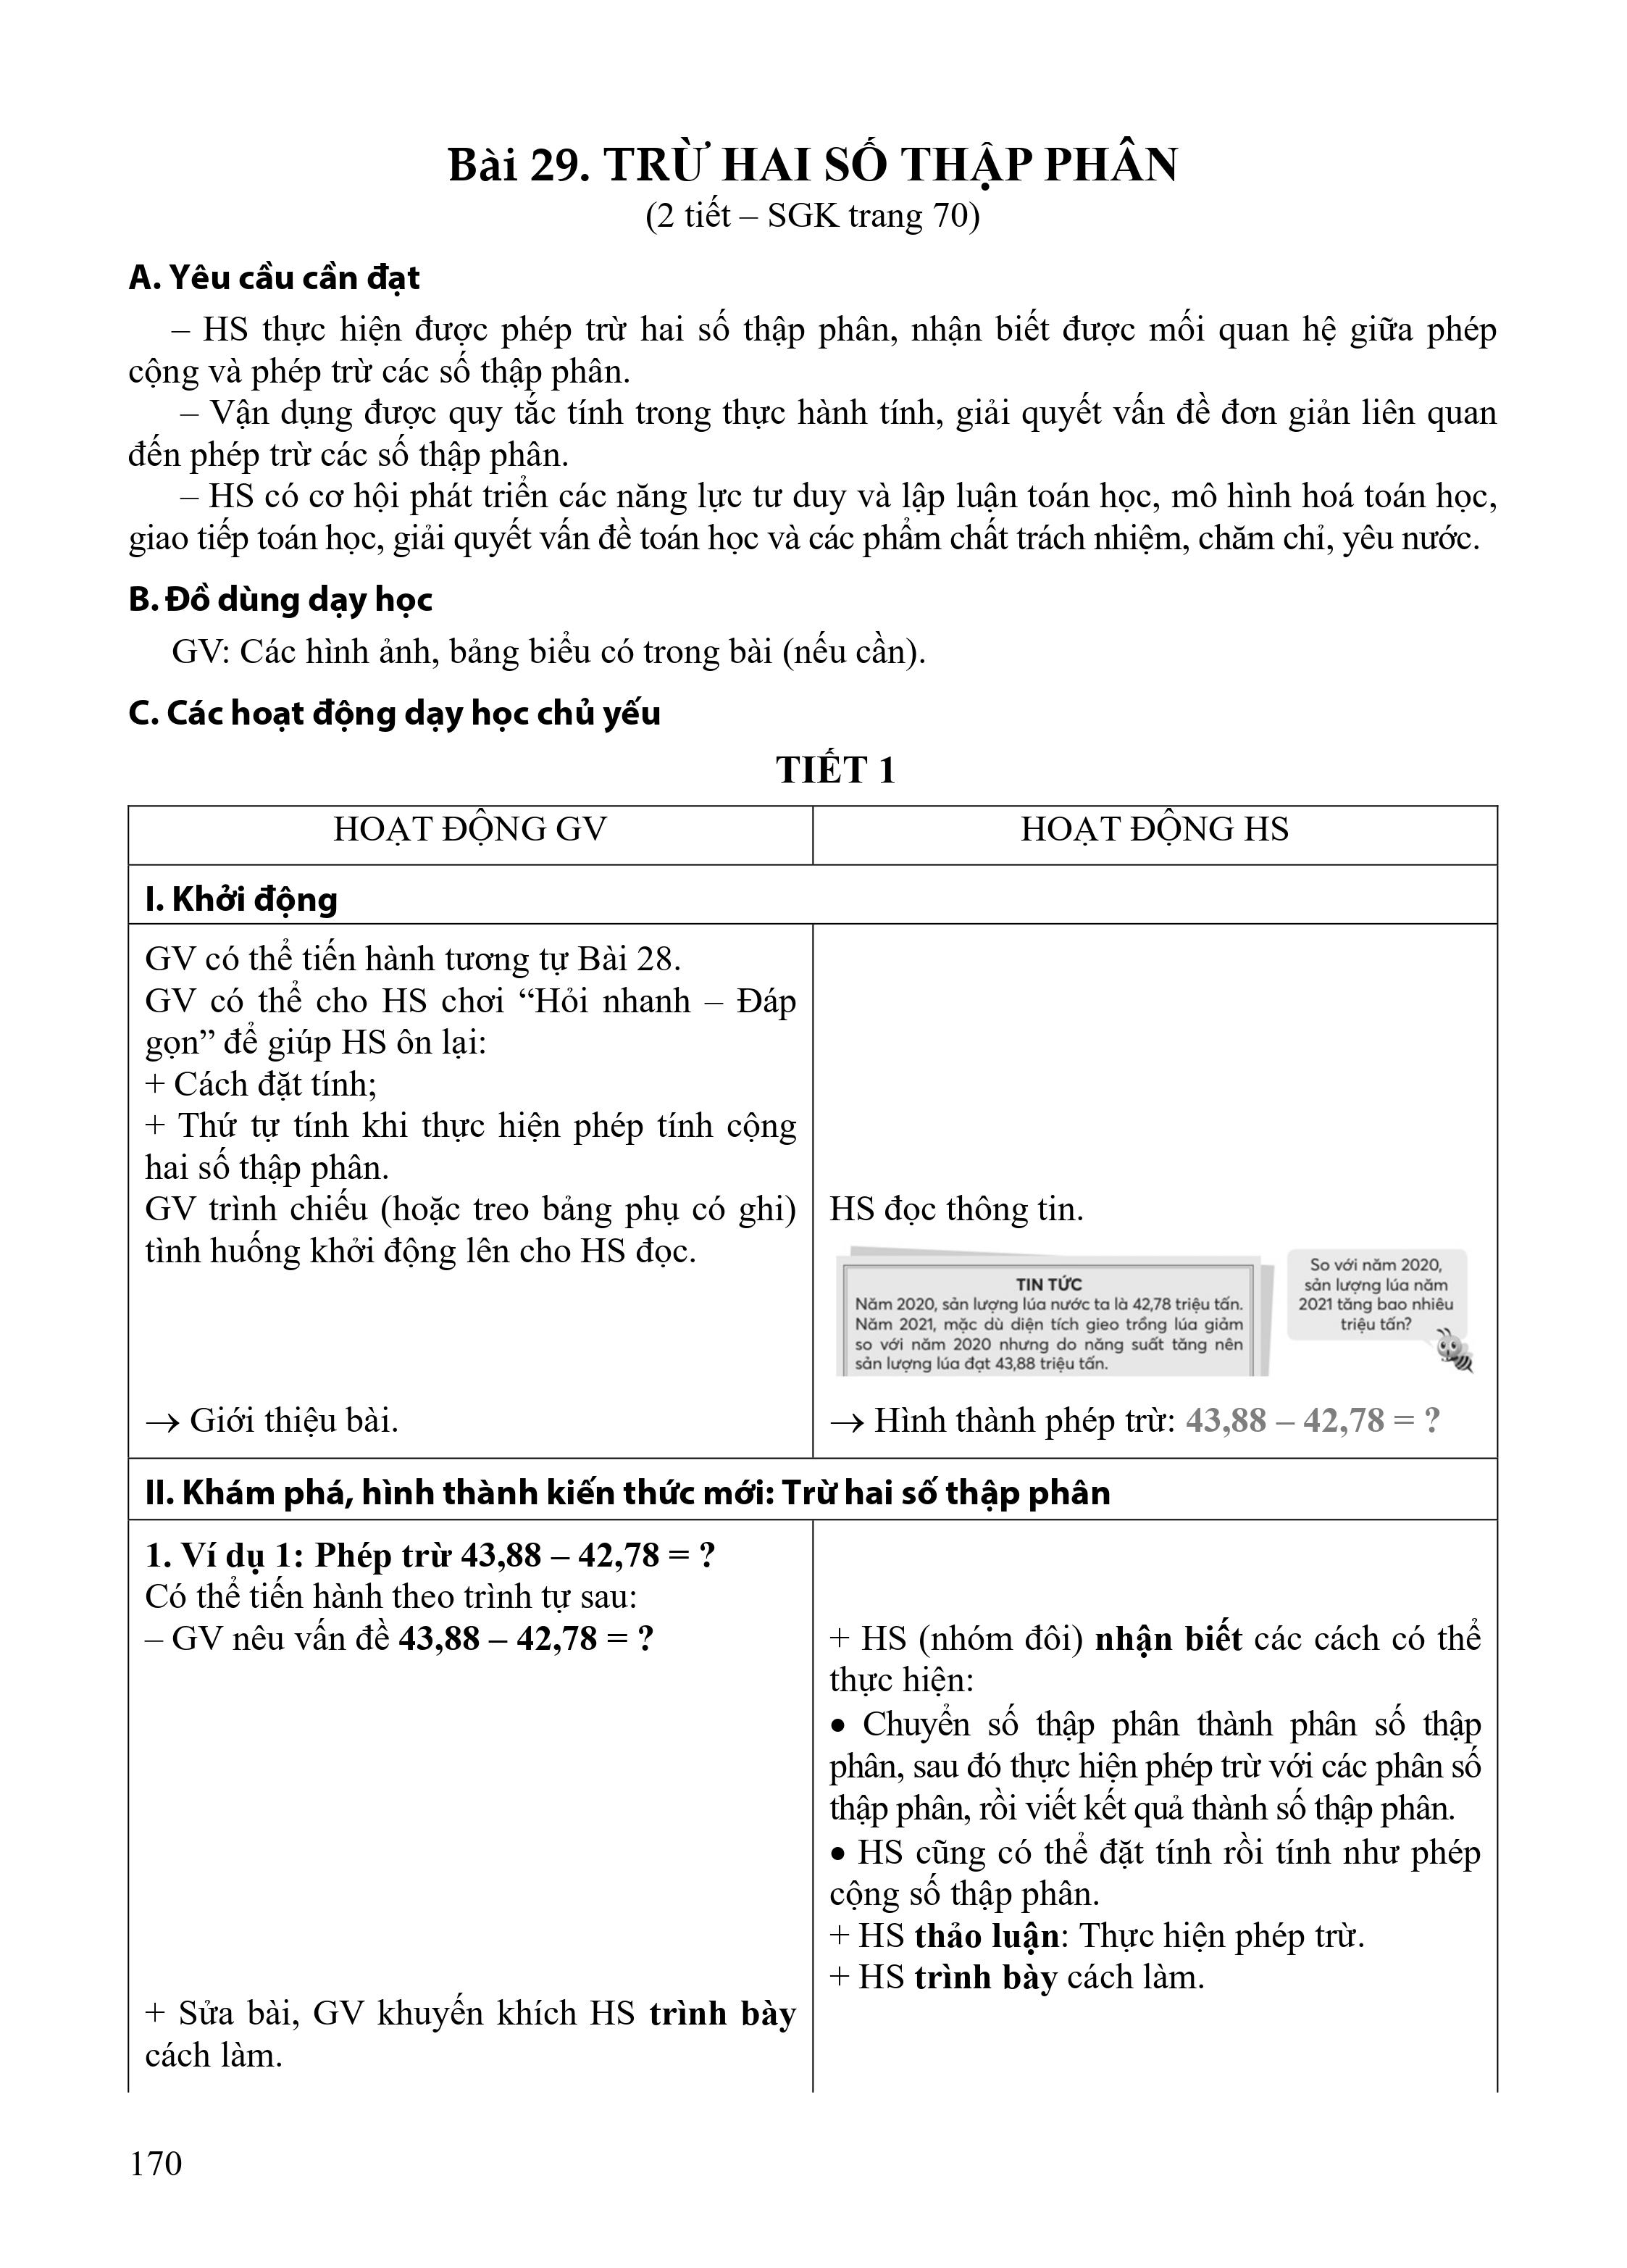 Bài 29. TRỪ HAI SỐ THẬP PHÂN
(2 tiết – SGK trang 70)
A. Yêu cầu cần đạt
– HS thực hiện được phép trừ hai số thập phân, nhận biết được mối quan hệ giữa phép
cộng và phép trừ các số thập phân.
– Vận dụng được quy tắc tính trong thực hành tính, giải quyết vấn đề đơn giản liên quan
đến phép trừ các số thập phân.
– HS có cơ hội phát triển các năng lực tư duy và lập luận toán học, mô hình hoá toán học,
giao tiếp toán học, giải quyết vấn đề toán học và các phẩm chất trách nhiệm, chăm chỉ, yêu nước.
B. Đồ dùng dạy học
GV: Các hình ảnh, bảng biểu có trong bài (nếu cần).
C. Các hoạt động dạy học chủ yếu
TIẾT 1
HOẠT ĐỘNG GV
HOẠT ĐỘNG HS
I. Khởi động
GV có thể tiến hành tương tự Bài 28.
GV có thể cho HS chơi “Hỏi nhanh – Đáp
gọn” để giúp HS ôn lại:
+ Cách đặt tính;
+ Thứ tự tính khi thực hiện phép tính cộng
hai số thập phân.
GV trình chiếu (hoặc treo bảng phụ có ghi)
tình huống khởi động lên cho HS đọc.
→ Giới thiệu bài.
HS đọc thông tin.
TIN TỨC
Năm 2020, sản lượng lúa nước ta là 42,78 triệu tấn.
Năm 2021, mặc dù diện tích gieo trồng lúa giảm
so với năm 2020 nhưng do năng suất tăng nên
sản lượng lúa đạt 43,88 triệu tấn.
So với năm 2020,
sản lượng lúa năm
2021 tăng bao nhiêu
triệu tấn?
→ Hình thành phép trừ: 43,88 – 42,78 = ?
II. Khám phá, hình thành kiến thức mới: Trừ hai số thập phân
1. Ví dụ 1: Phép trừ 43,88 – 42,78 = ?
Có thể tiến hành theo trình tự sau:
– GV nêu vấn đề 43,88 – 42,78 = ?
+ Sửa bài, GV khuyến khích HS trình bày
cách làm.
+ HS (nhóm đôi) nhận biết các cách có thể
thực hiện:
• Chuyển số thập phân thành phân số thập
phân, sau đó thực hiện phép trừ với các phân số
thập phân, rồi viết kết quả thành số thập phân.
• HS cũng có thể đặt tính rồi tính như phép
cộng số thập phân.
+ HS thảo luận: Thực hiện phép trừ.
+ HS trình bày cách làm.
170